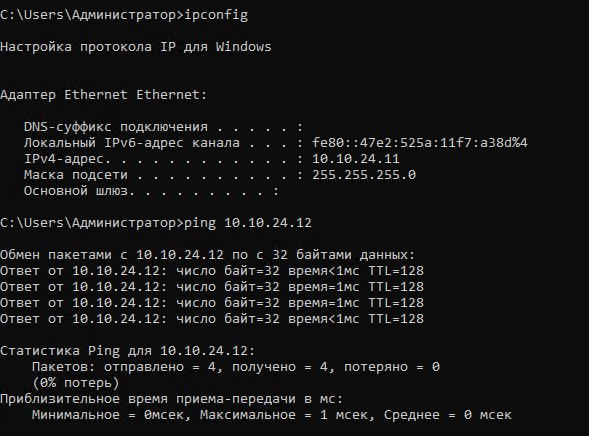 C:\Users\Администратор>ipconfig
Настройка протокола IP для Windows
Адаптер Ethernet Ethernet:
DNS-суффикс подключения . . . . . :
Локальный IPv6-адрес канала . . . : fe80::47e2:525a:11f7:a38d%4
IPv4-адрес. . . . . . . . . . . . : 10.10.24.11
Маска подсети . . . . . . . . . . : 255.255.255.0
Основной шлюз. . . . . . . . . :
C:\Users\Администратор>ping 10.10.24.12
Обмен пакетами с 10.10.24.12 по с 32 байтами данных:
Ответ от 10.10.24.12: число байт=32 время<1мс TTL=128
Ответ от 10.10.24.12: число байт=32 время=1мс TTL=128
Ответ от 10.10.24.12: число байт=32 время=1мс TTL=128
Ответ от 10.10.24.12: число байт=32 время<1мс TTL=128
Статистика Ping для 10.10.24.12:
Пакетов: отправлено = 4, получено = 4, потеряно = 0
(0% потерь)
Приблизительное время приема-передачи в мс:
Минимальное = 0мсек, Максимальное = 1 мсек, Среднее = 0 мсек